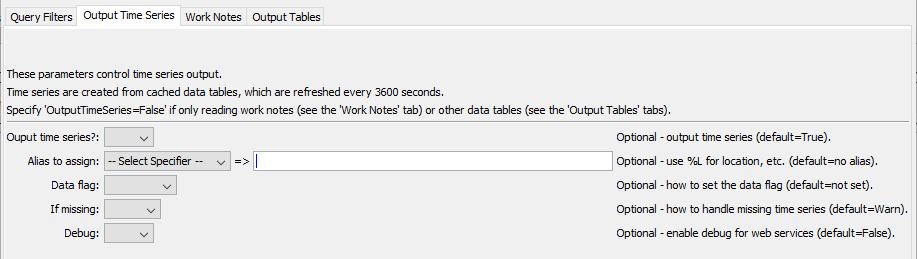 Query Filters Output Time Series Work Notes Output Tables
These parameters control time series output.
Time series are created from cached data tables, which are refreshed every 3600 seconds.
Specify 'OutputTimeSeries=False' if only reading work notes (see the 'Work Notes' tab) or other data tables (see the 'Output Tables' tabs).
Ouput time series?: Optional - output time series (default=True).
Alias to assign: -- Select Specifier -- => Optional - use %L for location, etc. (default=no alias).
Data flag: Optional - how to set the data flag (default=not set).
If missing: Optional - how to handle missing time series (default=Warn).
Debug: Optional - enable debug for web services (default=False).